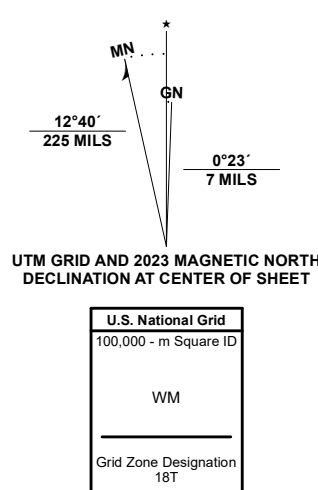 ★
MN
GN
12°40´
225 MILS
0°23´
7 MILS
UTM GRID AND 2023 MAGNETIC NORTH
DECLINATION AT CENTER OF SHEET
U.S. National Grid
100,000 - m Square ID
WM
Grid Zone Designation
18T